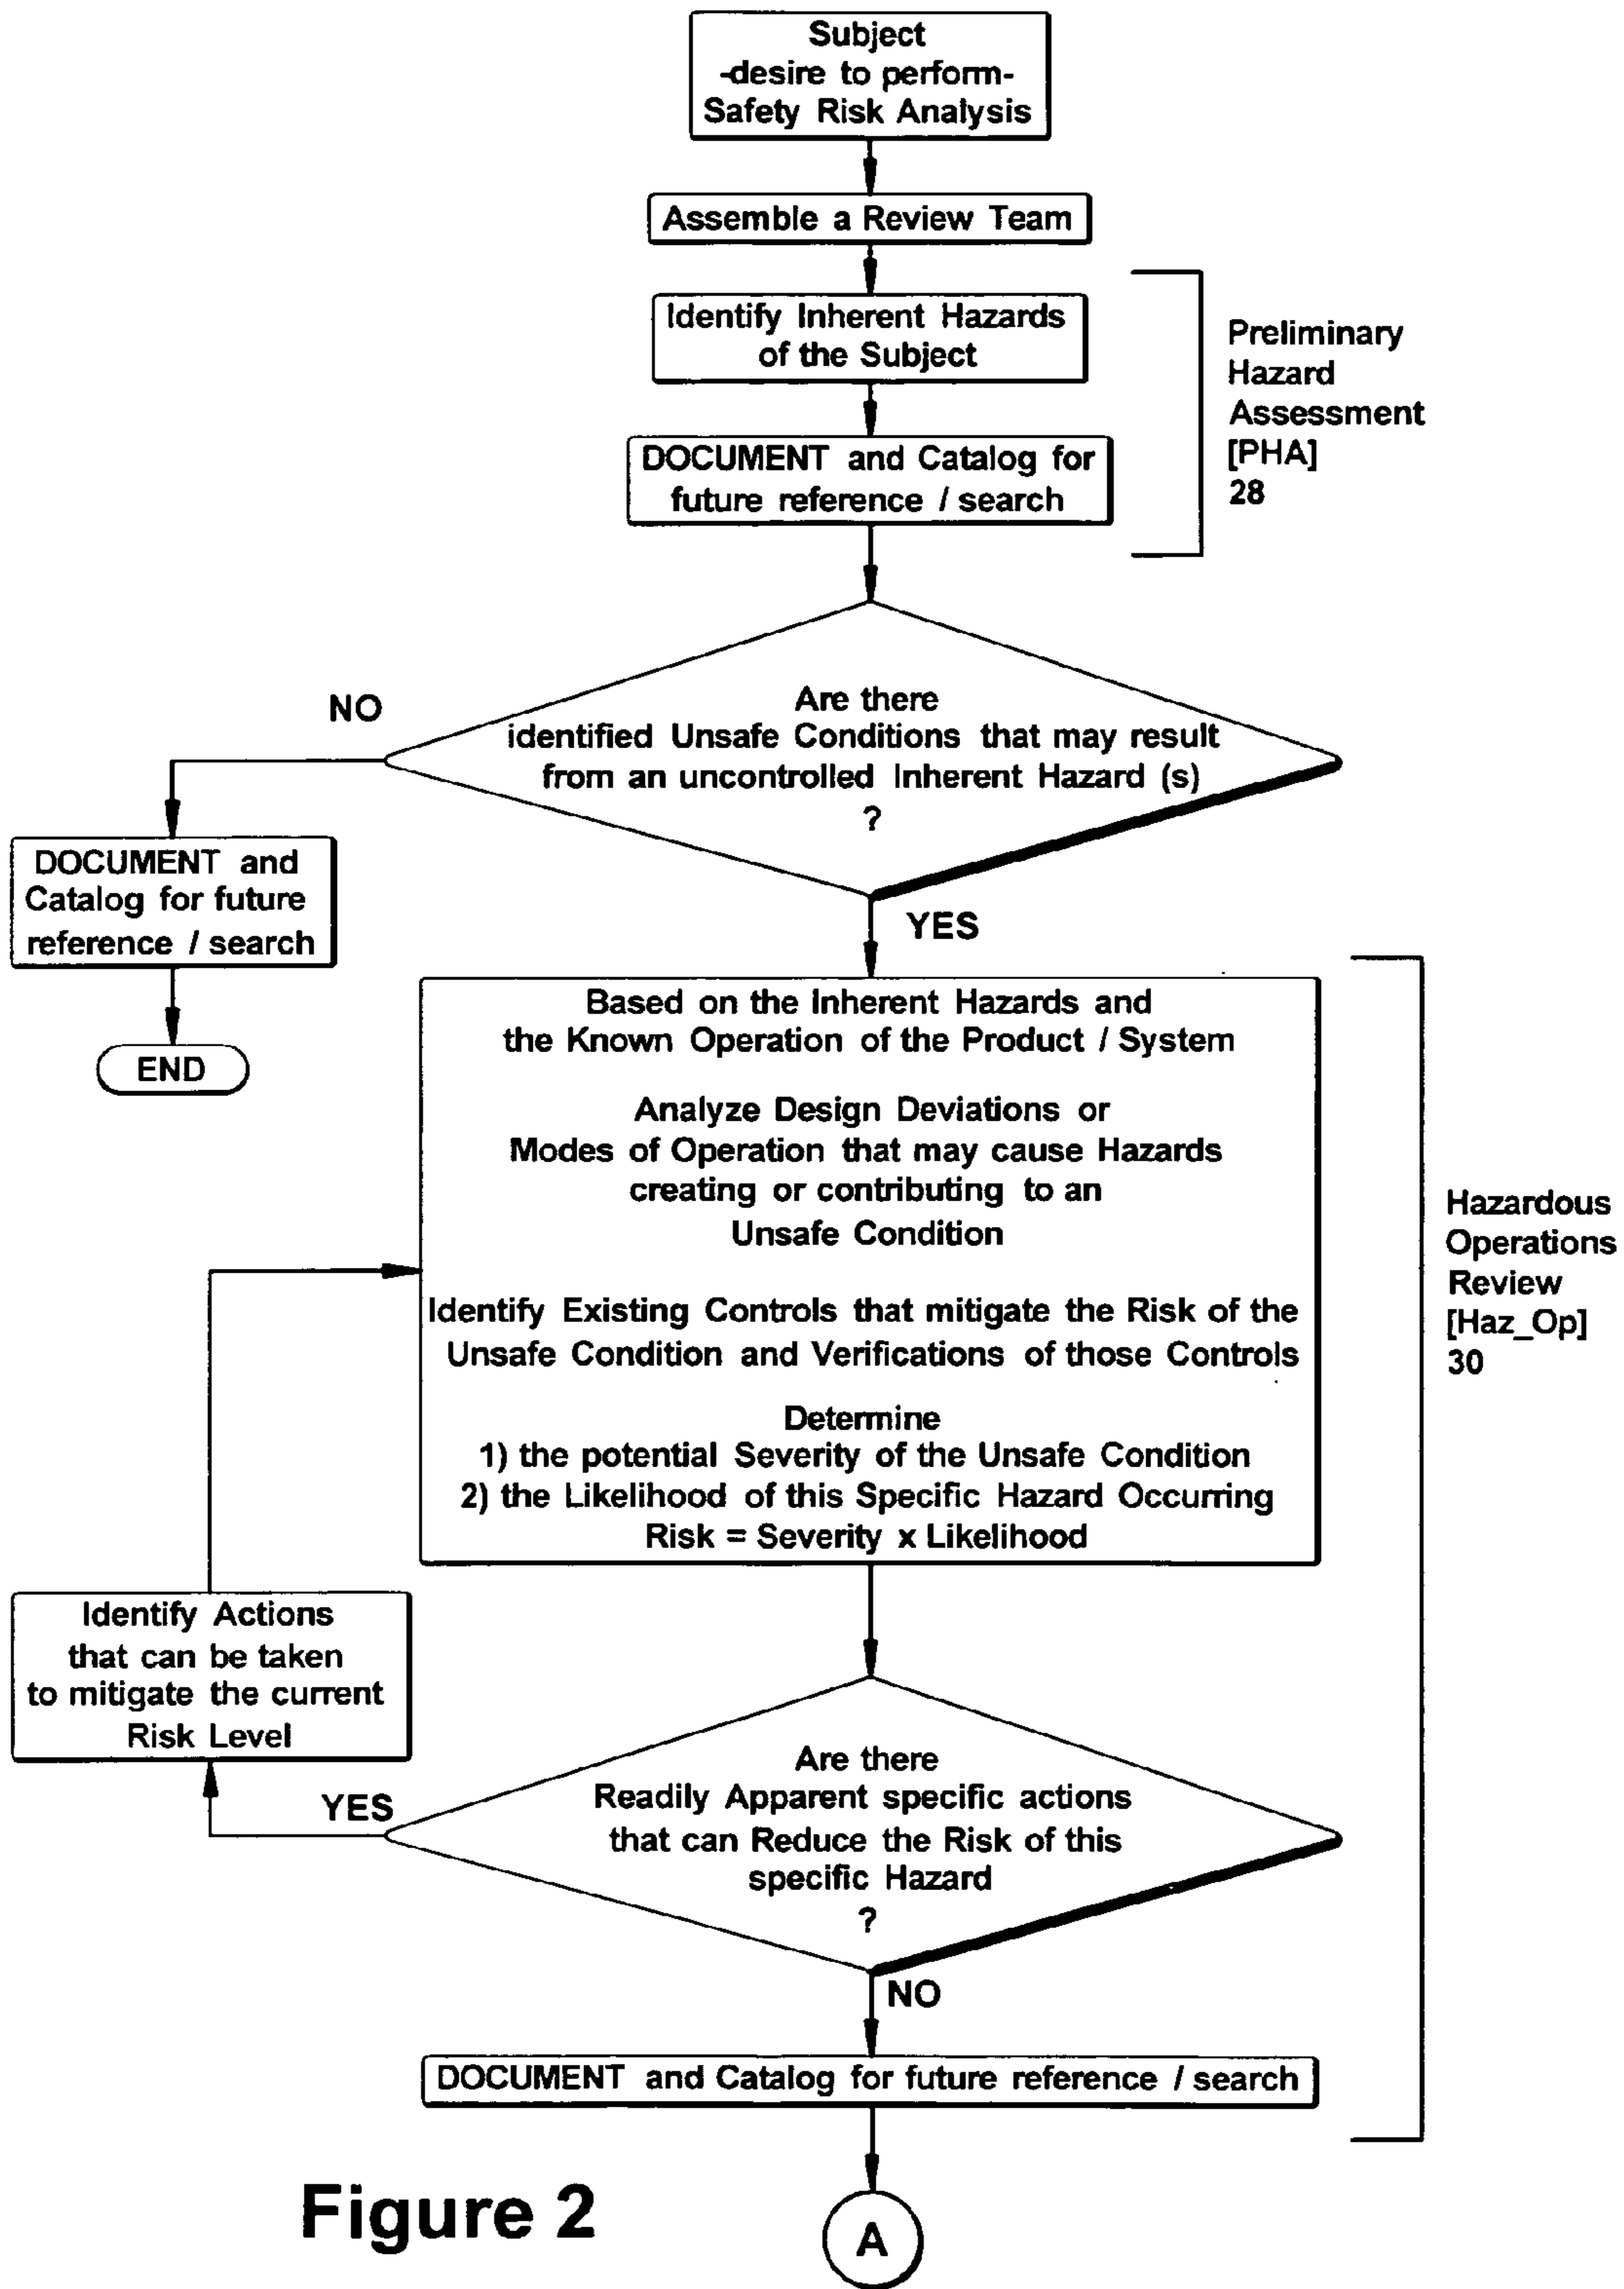 Subject
-desire to perform-
Safety Risk Analysis
Assemble a Review Team
Identify Inherent Hazards
of the Subject
DOCUMENT and Catalog for
future reference / search
Preliminary
Hazard
Assessment
[PHA]
28
Are there
identified Unsafe Conditions that may result
from an uncontrolled Inherent Hazard (s)
?
NO
DOCUMENT and
Catalog for future
reference / search
END
YES
Based on the Inherent Hazards and
the Known Operation of the Product / System
Analyze Design Deviations or
Modes of Operation that may cause Hazards
creating or contributing to an
Unsafe Condition
Identify Existing Controls that mitigate the Risk of the
Unsafe Condition and Verifications of those Controls
Determine
1) the potential Severity of the Unsafe Condition
2) the Likelihood of this Specific Hazard Occurring
Risk = Severity x Likelihood
Hazardous
Operations
Review
[Haz_Op]
30
Identify Actions
that can be taken
to mitigate the current
Risk Level
YES
Are there
Readily Apparent specific actions
that can Reduce the Risk of this
specific Hazard
?
NO
DOCUMENT and Catalog for future reference / search
A
Figure 2